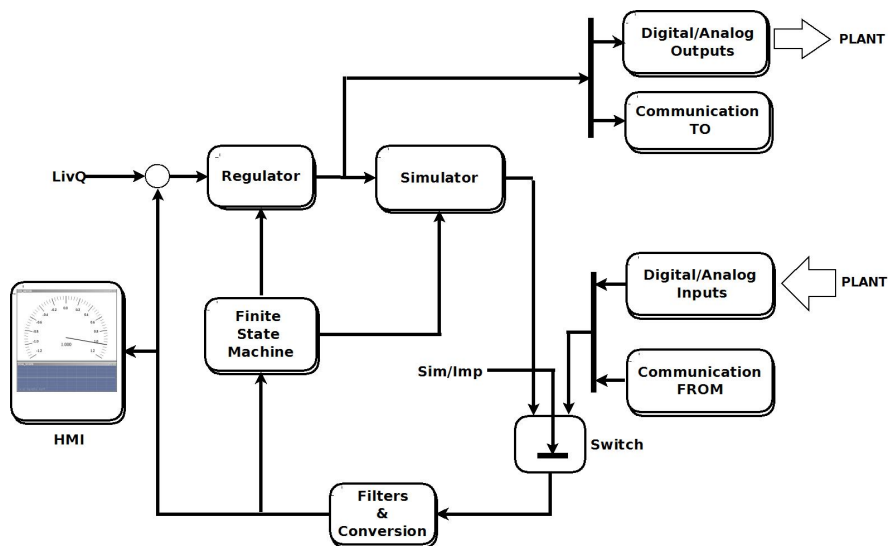 Digital/Analog
Outputs
PLANT
Communication
TO
LivQ
Regulator
Simulator
Digital/Analog
Inputs
PLANT
Finite
State
Machine
Sim/Imp
Communication
FROM
HMI
Switch
Filters
&
Conversion